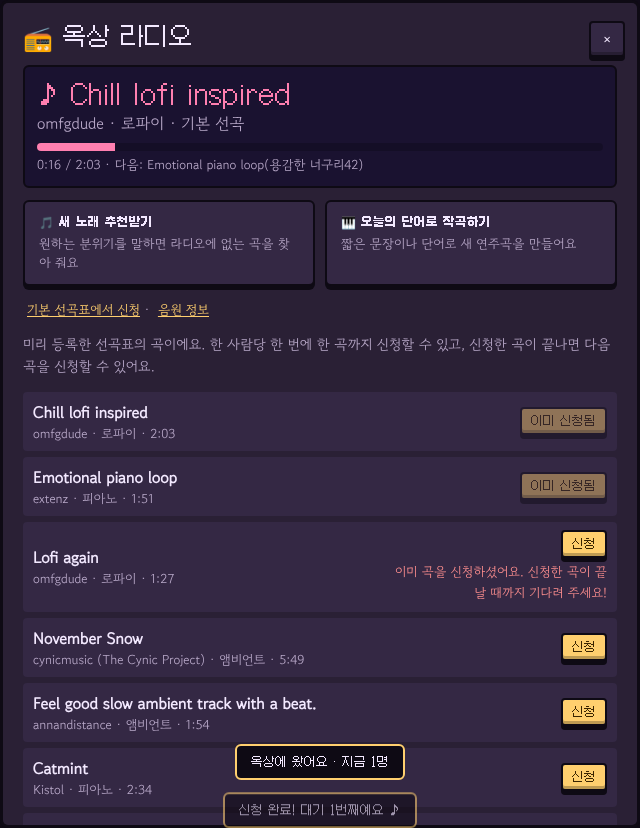 옥상 라디오
×
♪ Chill lofi inspired
omfgdude · 로파이 · 기본 선곡
0:16 / 2:03 · 다음: Emotional piano loop(용감한 너구리42)
새 노래 추천받기
원하는 분위기를 말하면 라디오에 없는 곡을 찾
아 줘요
오늘의 단어로 작곡하기
짧은 문장이나 단어로 새 연주곡을 만들어요
기본 선곡표에서 신청 · 음원 정보
미리 등록한 선곡표의 곡이에요. 한 사람당 한 번에 한 곡까지 신청할 수 있고, 신청한 곡이 끝나면 다음
곡을 신청할 수 있어요.
Chill lofi inspired
omfgdude · 로파이 · 2:03
이미 신청됨
Emotional piano loop
extenz · 피아노 · 1:51
이미 신청됨
Lofi again
omfgdude · 로파이 · 1:27
신청
이미 곡을 신청하셨어요. 신청한 곡이 끝
날 때까지 기다려 주세요!
November Snow
cynicmusic (The Cynic Project) · 앰비언트 · 5:49
신청
Feel good slow ambient track with a beat.
annandistance · 앰비언트 · 1:54
신청
Catmint
Kistol · 피아노 · 2:34
신청
옥상에 왔어요 · 지금 1명
신청 완료! 대기 1번째예요 ♪